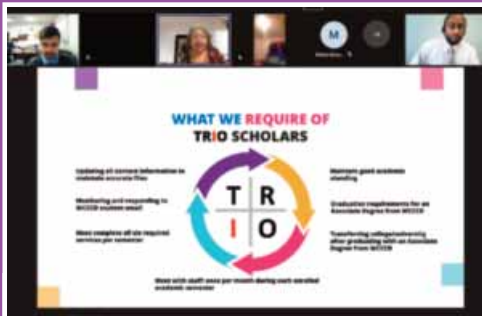 M
WHAT WE REQUIRE OF
TRIO SCHOLARS
Updating all contact information to
maintain accurate files
Monitoring and responding to
WCCCD student email
Must complete all six required
services per semester
T R
I O
Maintain good academic
standing
Graduation requirements for an
Associate Degree from WCCCD
Transferring college/university
after graduating with an Associate
Degree from WCCCD
Meet with staff once per month during each enrolled
academic semester